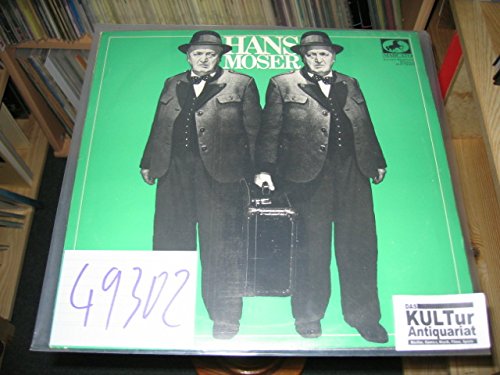 HANS
MOSER
49302
DAS
KULTur
Antiquariat